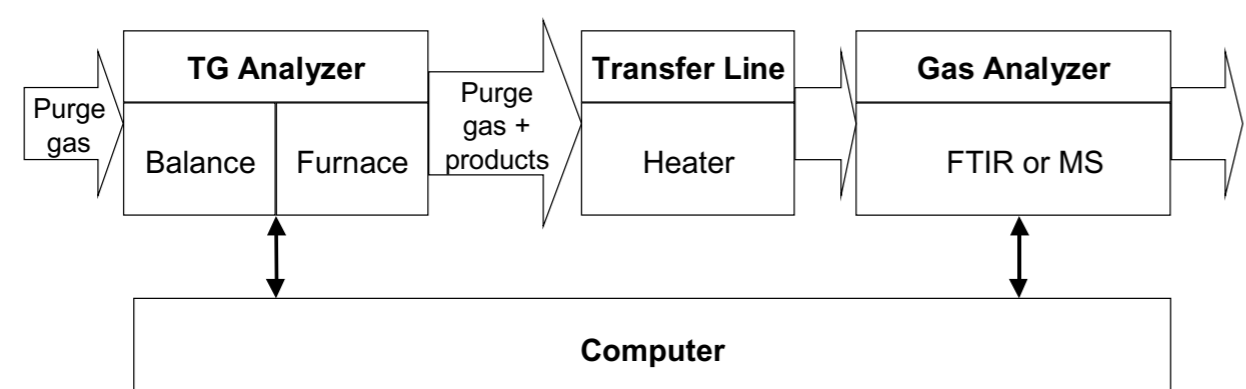 Purge
gas
TG Analyzer
Balance
Furnace
Purge
gas +
products
Transfer Line
Heater
Gas Analyzer
FTIR or MS
Computer